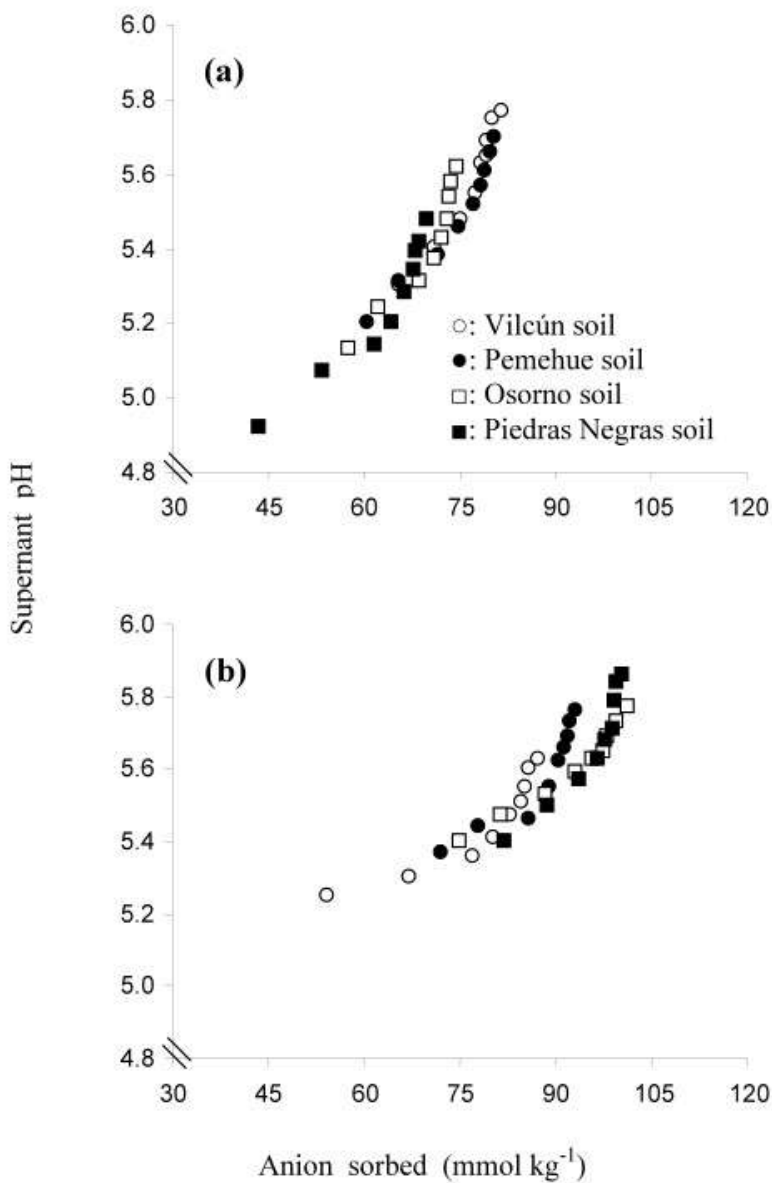 6.0
(a)
5.8
5.6
5.4
○: Vilcún soil
5.2
●: Pemehue soil
□: Osorno soil
5.0
■: Piedras Negras soil
4.8
30 45 60 75 90 105 120
Supernant pH
6.0
(b)
5.8
5.6
5.4
5.2
5.0
4.8
30 45 60 75 90 105 120
Anion sorbed (mmol kg⁻¹)